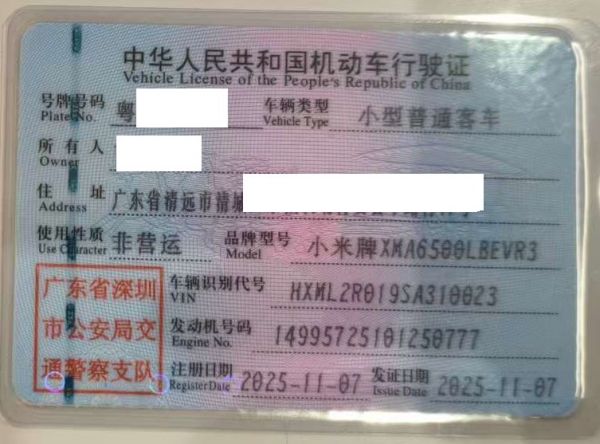 中华人民共和国机动车行驶证
Vehicle License of the People's Republic of China
号牌号码 粤 车辆类型 小型普通客车
Plate No. Vehicle Type
所有人
Owner
住址 广东省清远市清城
Address
使用性质 非营运 品牌型号 小米牌XMA6500LBEVR3
Use Character Model
广东省深圳
市公安局交
通警察支队
车辆识别代号 HXML2R019SA310023
VIN
发动机号码 14995725101250777
Engine No.
注册日期 2025-11-07 发证日期 2025-11-07
Register Date Issue Date